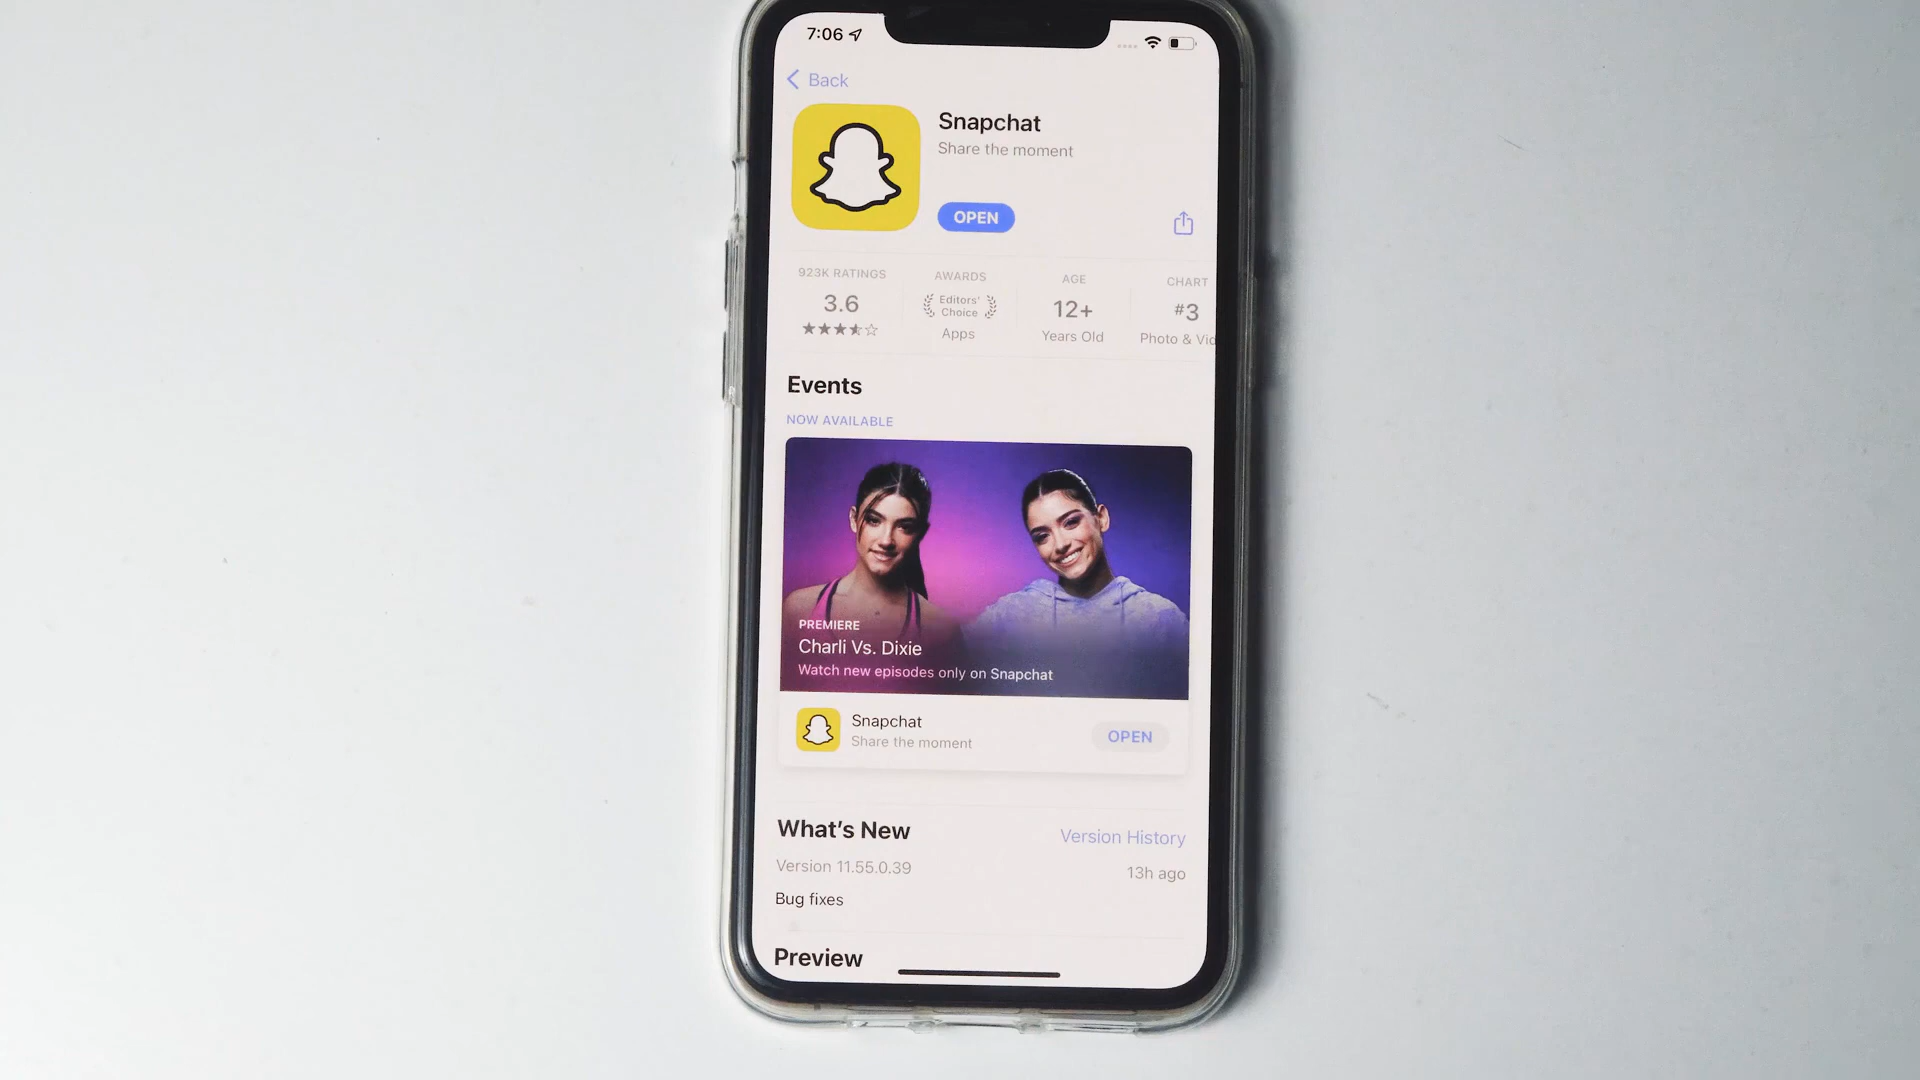 7:06
Back
Snapchat
Share the moment
OPEN
923K RATINGS
3.6
AWARDS
Editors'
Choice
Apps
AGE
12+
Years Old
CHART
#3
Photo & Vid
Events
NOW AVAILABLE
PREMIERE
Charli Vs. Dixie
Watch new episodes only on Snapchat
Snapchat
Share the moment
OPEN
What's New
Version History
Version 11.55.0.39
13h ago
Bug fixes
Preview